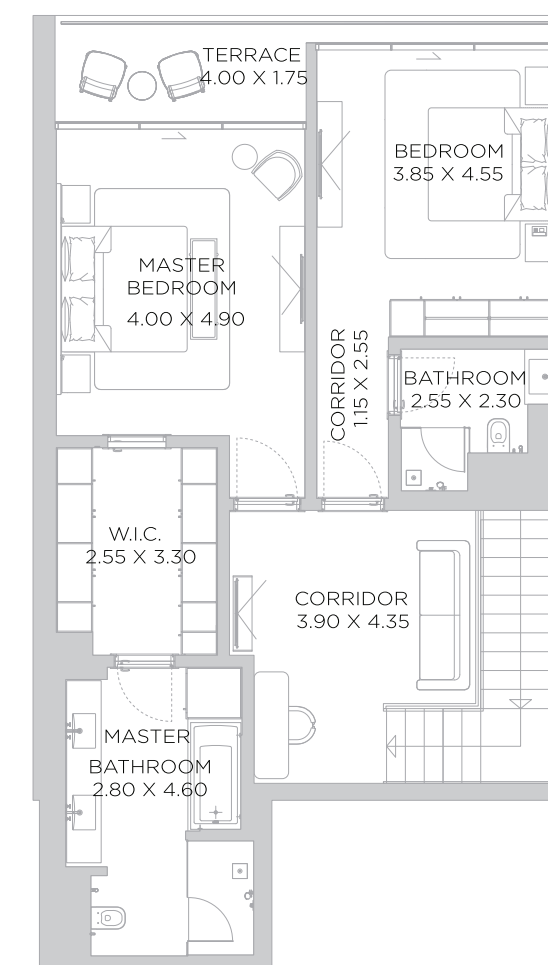 TERRACE
4.00 X 1.75
BEDROOM
3.85 X 4.55
MASTER
BEDROOM
4.00 X 4.90
CORRIDOR
1.15 X 2.55
BATHROOM
2.55 X 2.30
W.I.C.
2.55 X 3.30
CORRIDOR
3.90 X 4.35
MASTER
BATHROOM
2.80 X 4.60